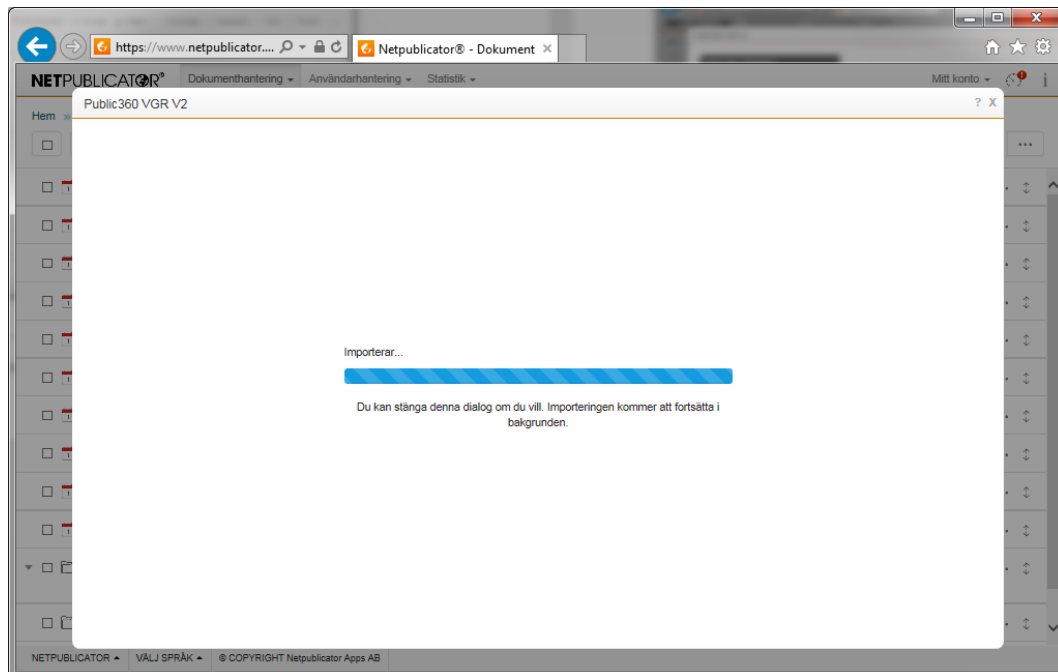 https://www.netpublicator....
Netpublicator® - Dokument
NETPUBLICATOR® Dokumenthantering Användarhantering Statistik Mitt konto
Public360 VGR V2 ? X
Hem »
Importerar...
Du kan stänga denna dialog om du vill. Importeringen kommer att fortsätta i
bakgrunden.
NETPUBLICATOR VÄLJ SPRÅK © COPYRIGHT Netpublicator Apps AB